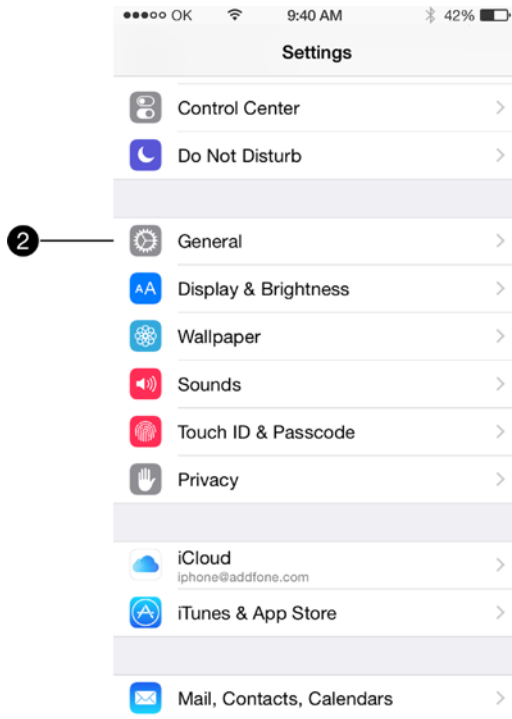 OK 9:40 AM 42%
Settings
Control Center
Do Not Disturb
2 General
AA Display & Brightness
Wallpaper
Sounds
Touch ID & Passcode
Privacy
iCloud
iphone@addfone.com
iTunes & App Store
Mail, Contacts, Calendars